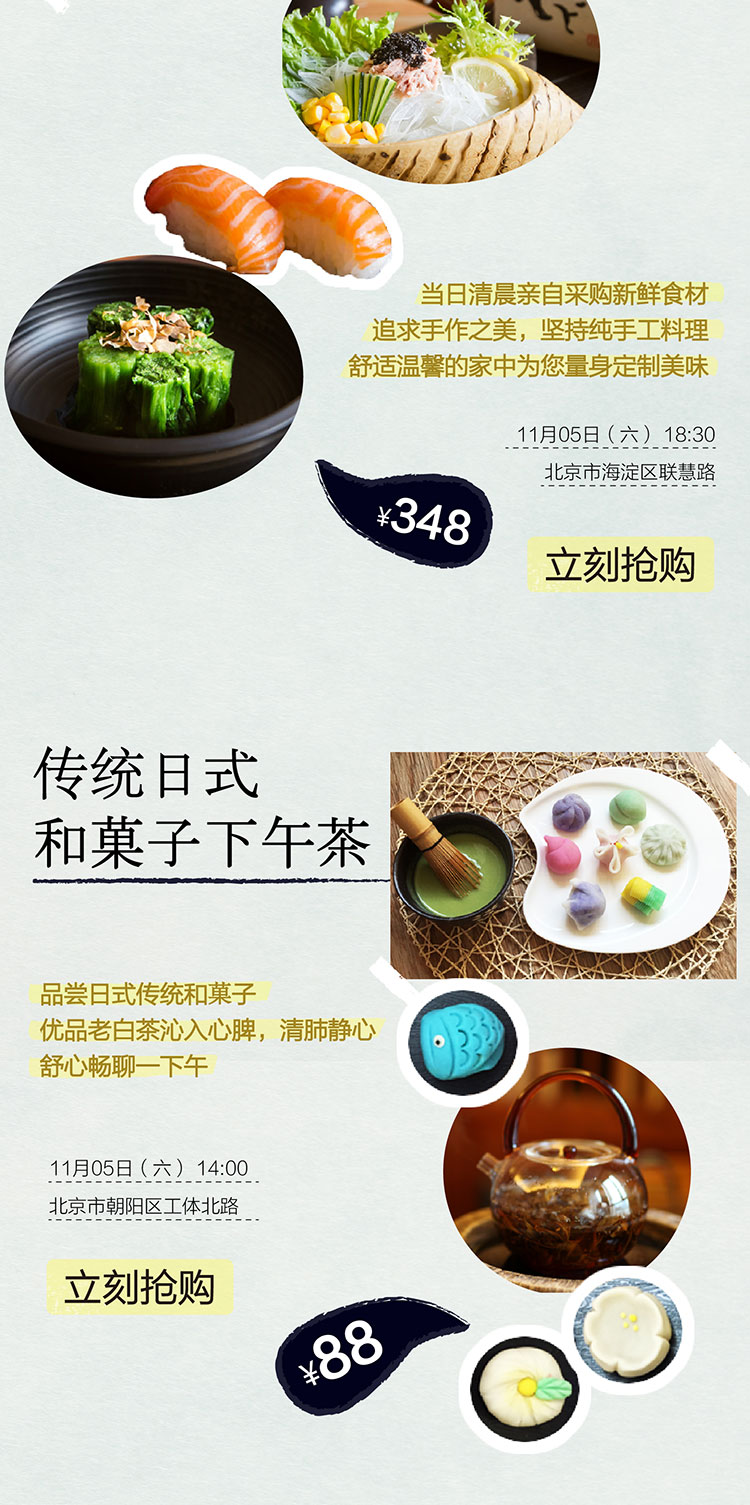 当日清晨亲自采购新鲜食材
追求手作之美，坚持纯手工料理
舒适温馨的家中为您量身定制美味
11月05日（六） 18:30
北京市海淀区联慧路
¥348
立刻抢购
传统日式
和菓子下午茶
品尝日式传统和菓子
优品老白茶沁入心脾，清肺静心
舒心畅聊一下午
11月05日（六） 14:00
北京市朝阳区工体北路
立刻抢购
¥88